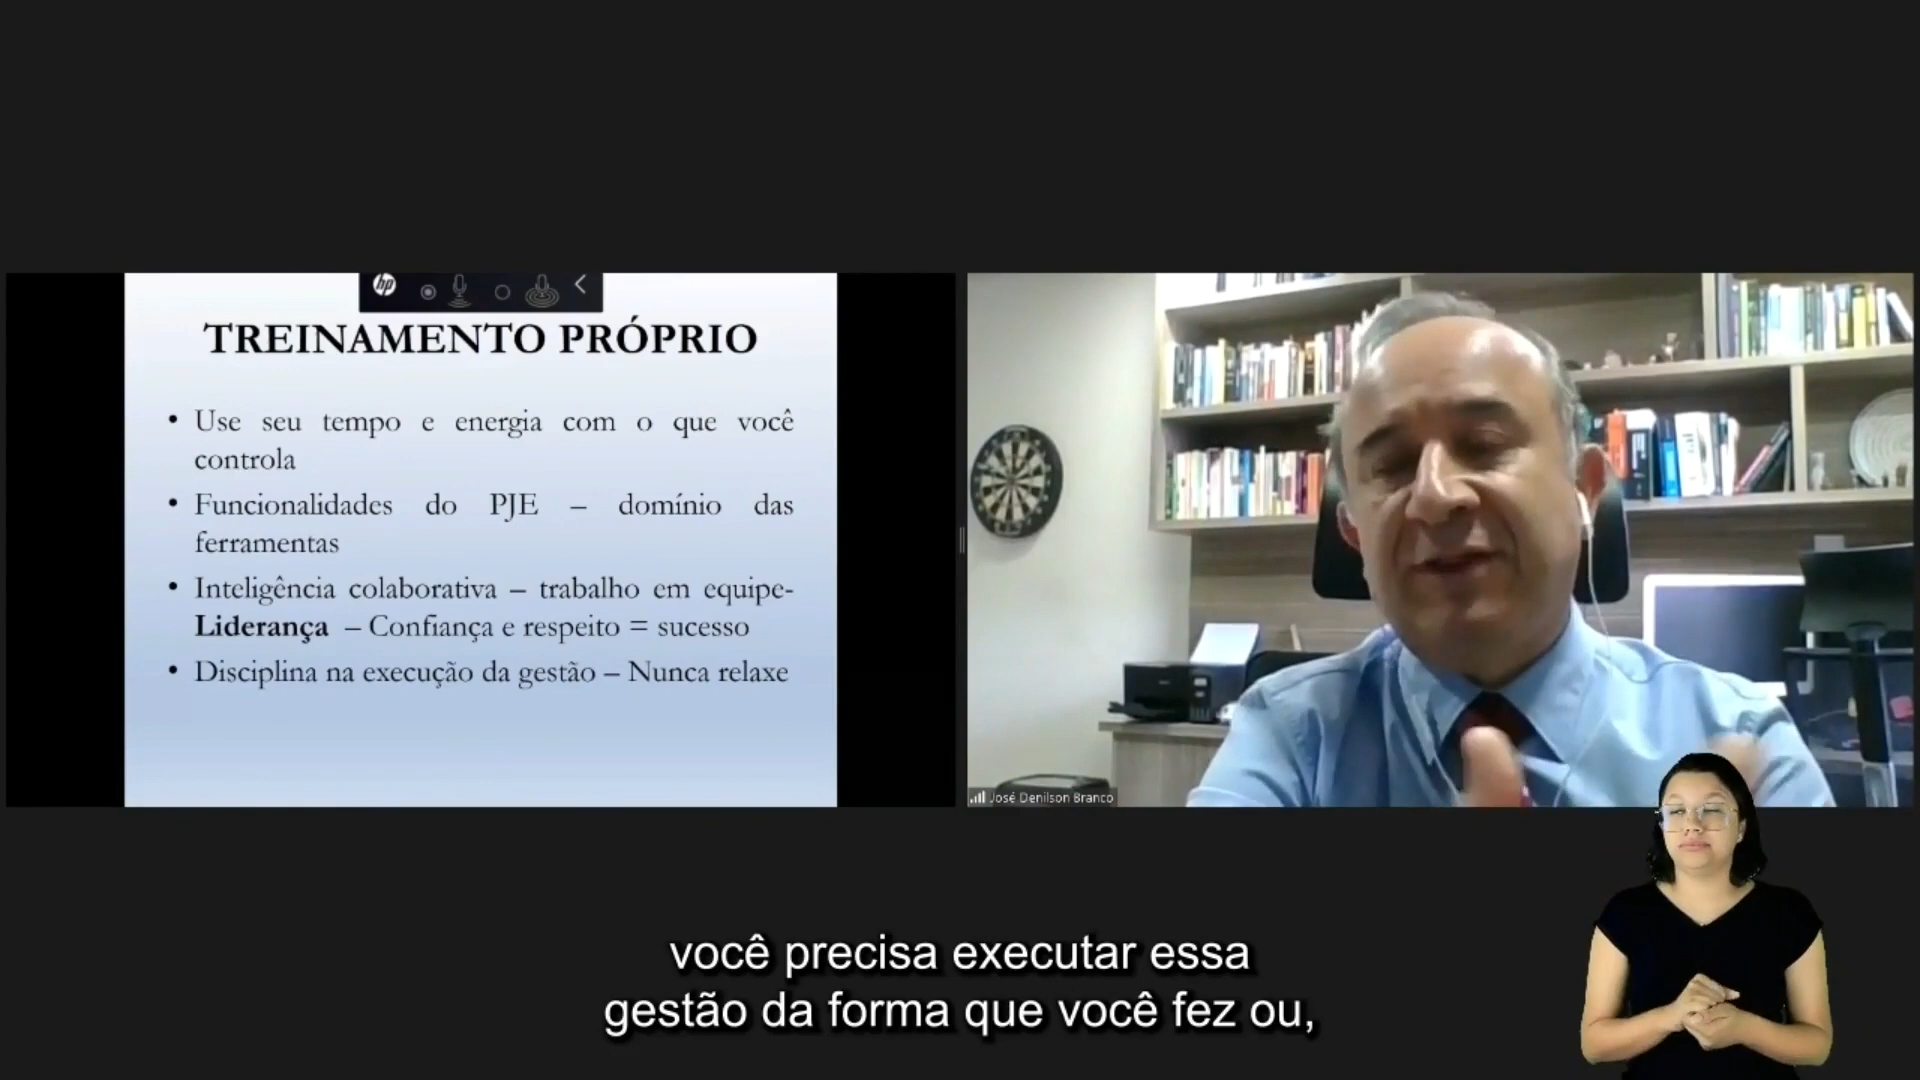 hp
TREINAMENTO PRÓPRIO
• Use seu tempo e energia com o que você
controla
• Funcionalidades do PJE – domínio das
ferramentas
• Inteligência colaborativa – trabalho em equipe-
Liderança – Confiança e respeito = sucesso
• Disciplina na execução da gestão – Nunca relaxe
José Denilson Branco
você precisa executar essa
gestão da forma que você fez ou,